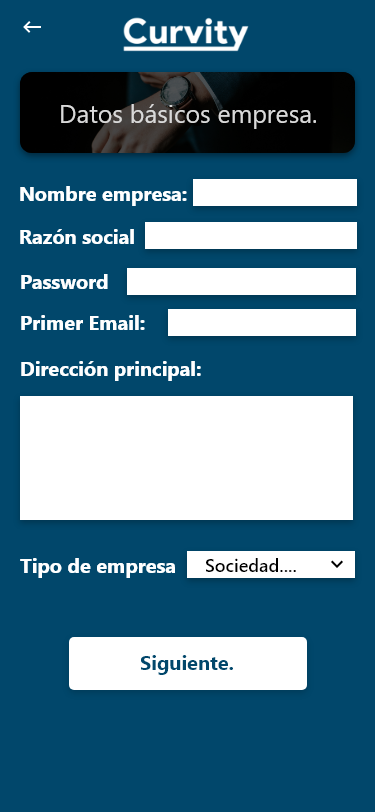 Curvity
Datos básicos empresa.
Nombre empresa:
Razón social
Password
Primer Email:
Dirección principal:
Tipo de empresa Sociedad....
Siguiente.